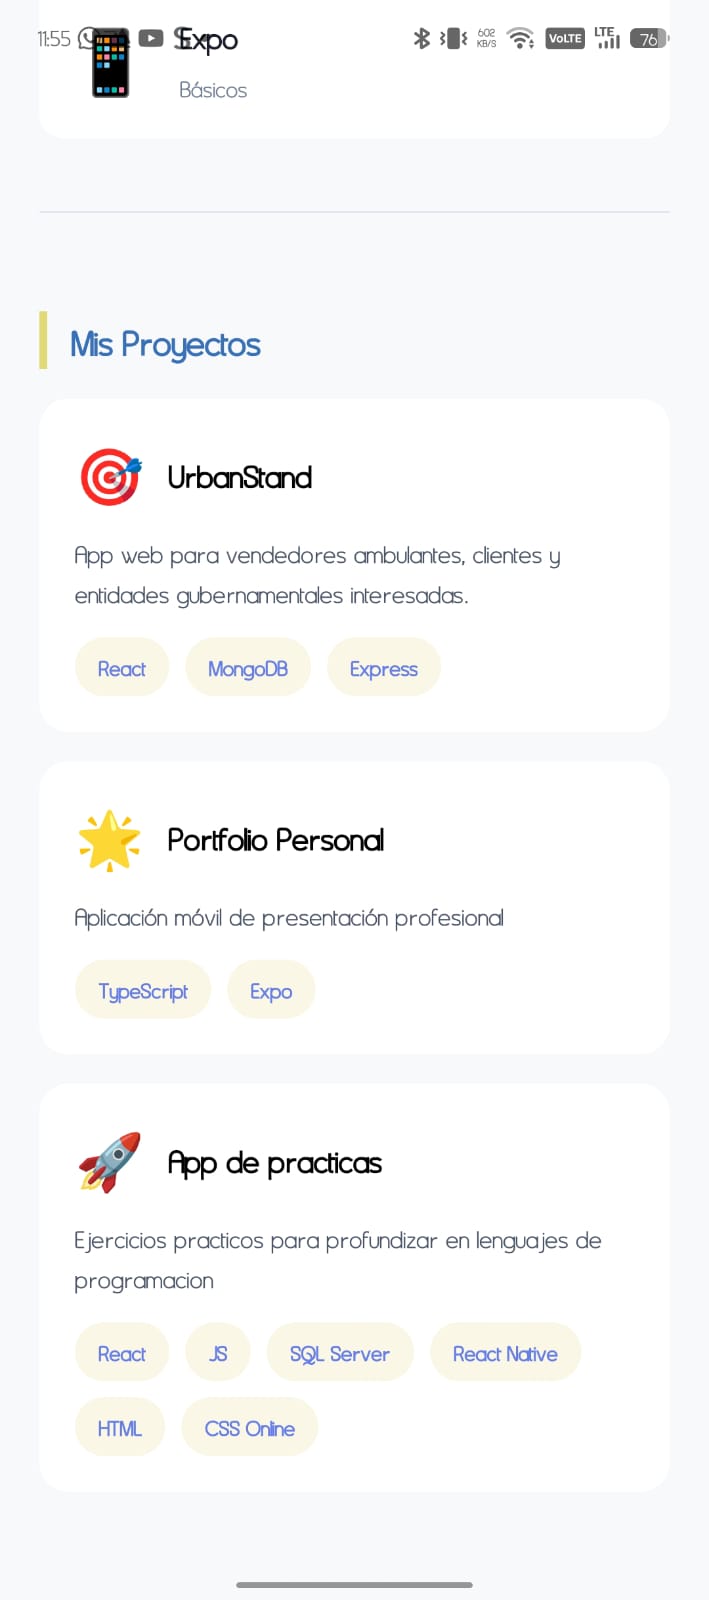 11:55
Expo
602 KB/S
VoLTE
LTE
76
Básicos
Mis Proyectos
UrbanStand
App web para vendedores ambulantes, clientes y
entidades gubernamentales interesadas.
React MongoDB Express
Portfolio Personal
Aplicación móvil de presentación profesional
TypeScript Expo
App de practicas
Ejercicios practicos para profundizar en lenguajes de
programacion
React JS SQL Server React Native
HTML CSS Online